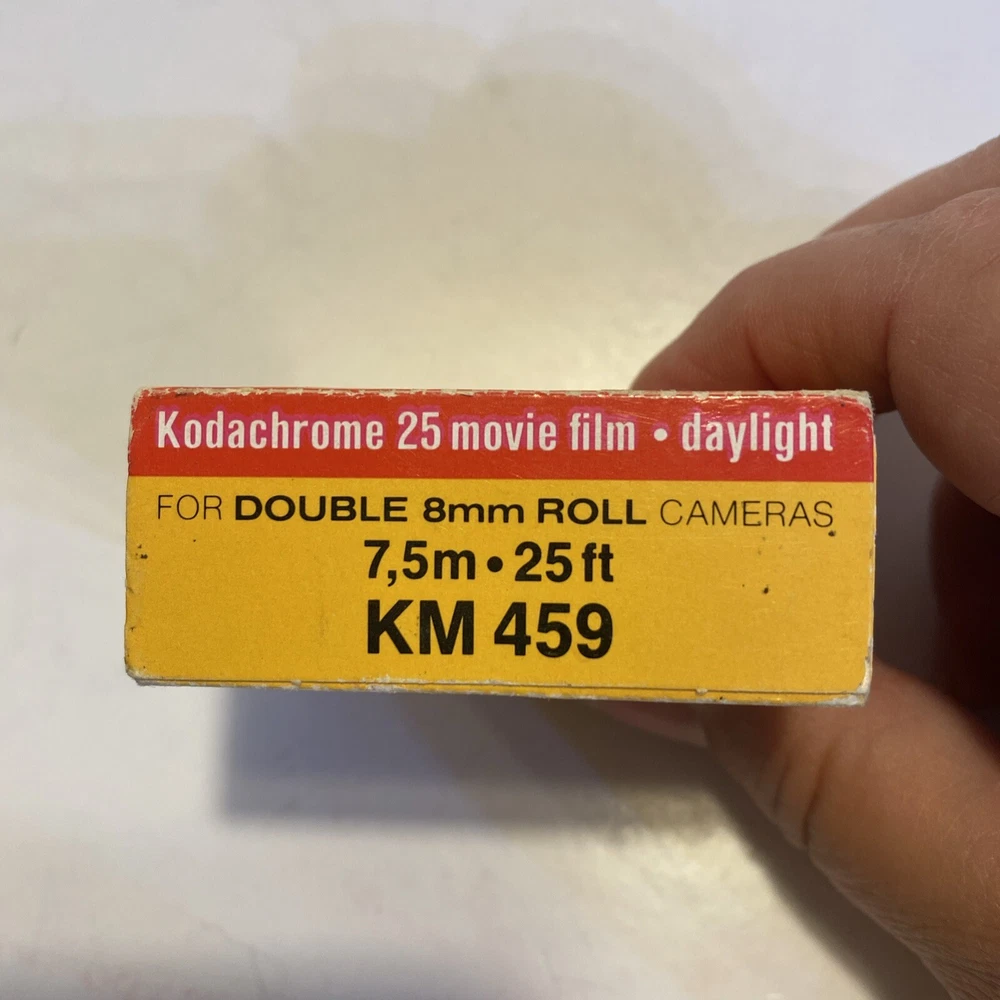 Kodachrome 25 movie film • daylight
FOR DOUBLE 8mm ROLL CAMERAS
7,5m • 25 ft
KM 459